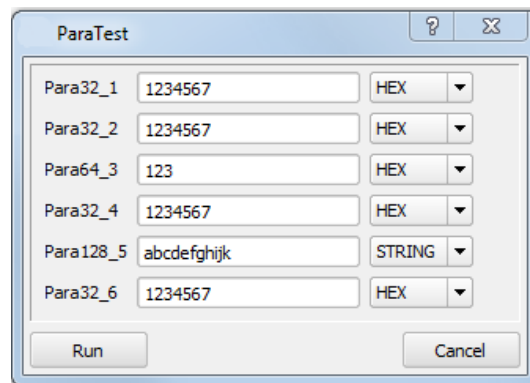 ParaTest
Para32_1 1234567 HEX
Para32_2 1234567 HEX
Para64_3 123 HEX
Para32_4 1234567 HEX
Para128_5 abcdefghijk STRING
Para32_6 1234567 HEX
Run Cancel